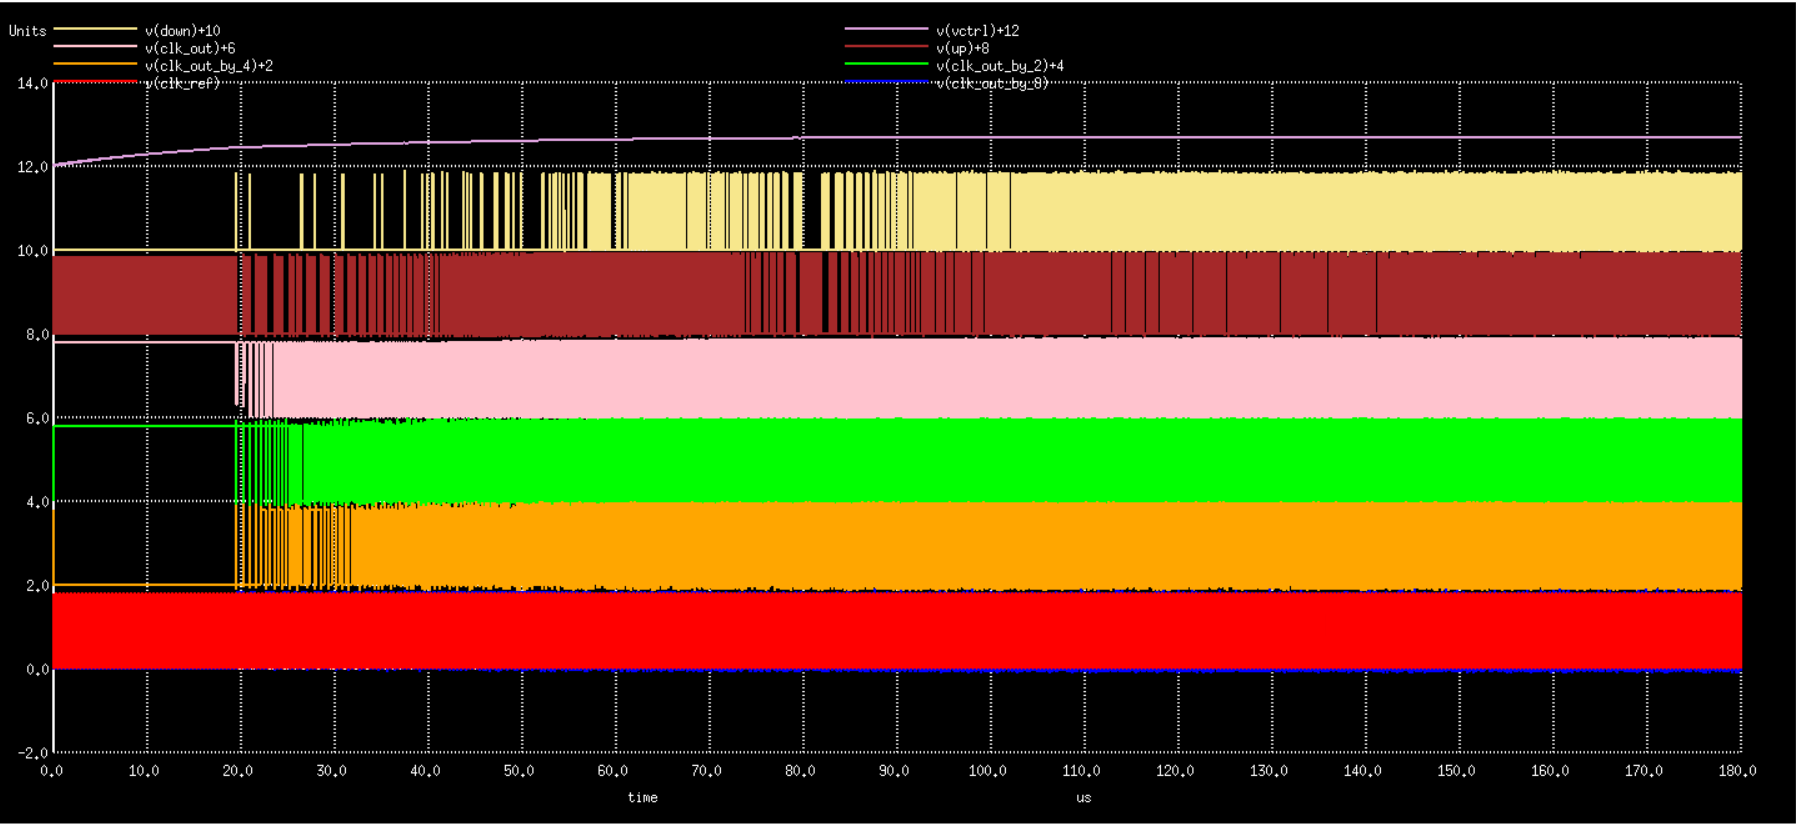 Units v(down)+10 v(vctrl)+12
v(clk_out)+6 v(up)+8
v(clk_out_by_4)+2 v(clk_out_by_2)+4
v(clk_ref) v(clk_out_by_8)
14.0
12.0
10.0
8.0
6.0
4.0
2.0
0.0
-2.0
0.0 10.0 20.0 30.0 40.0 50.0 60.0 70.0 80.0 90.0 100.0 110.0 120.0 130.0 140.0 150.0 160.0 170.0 180.0
time us